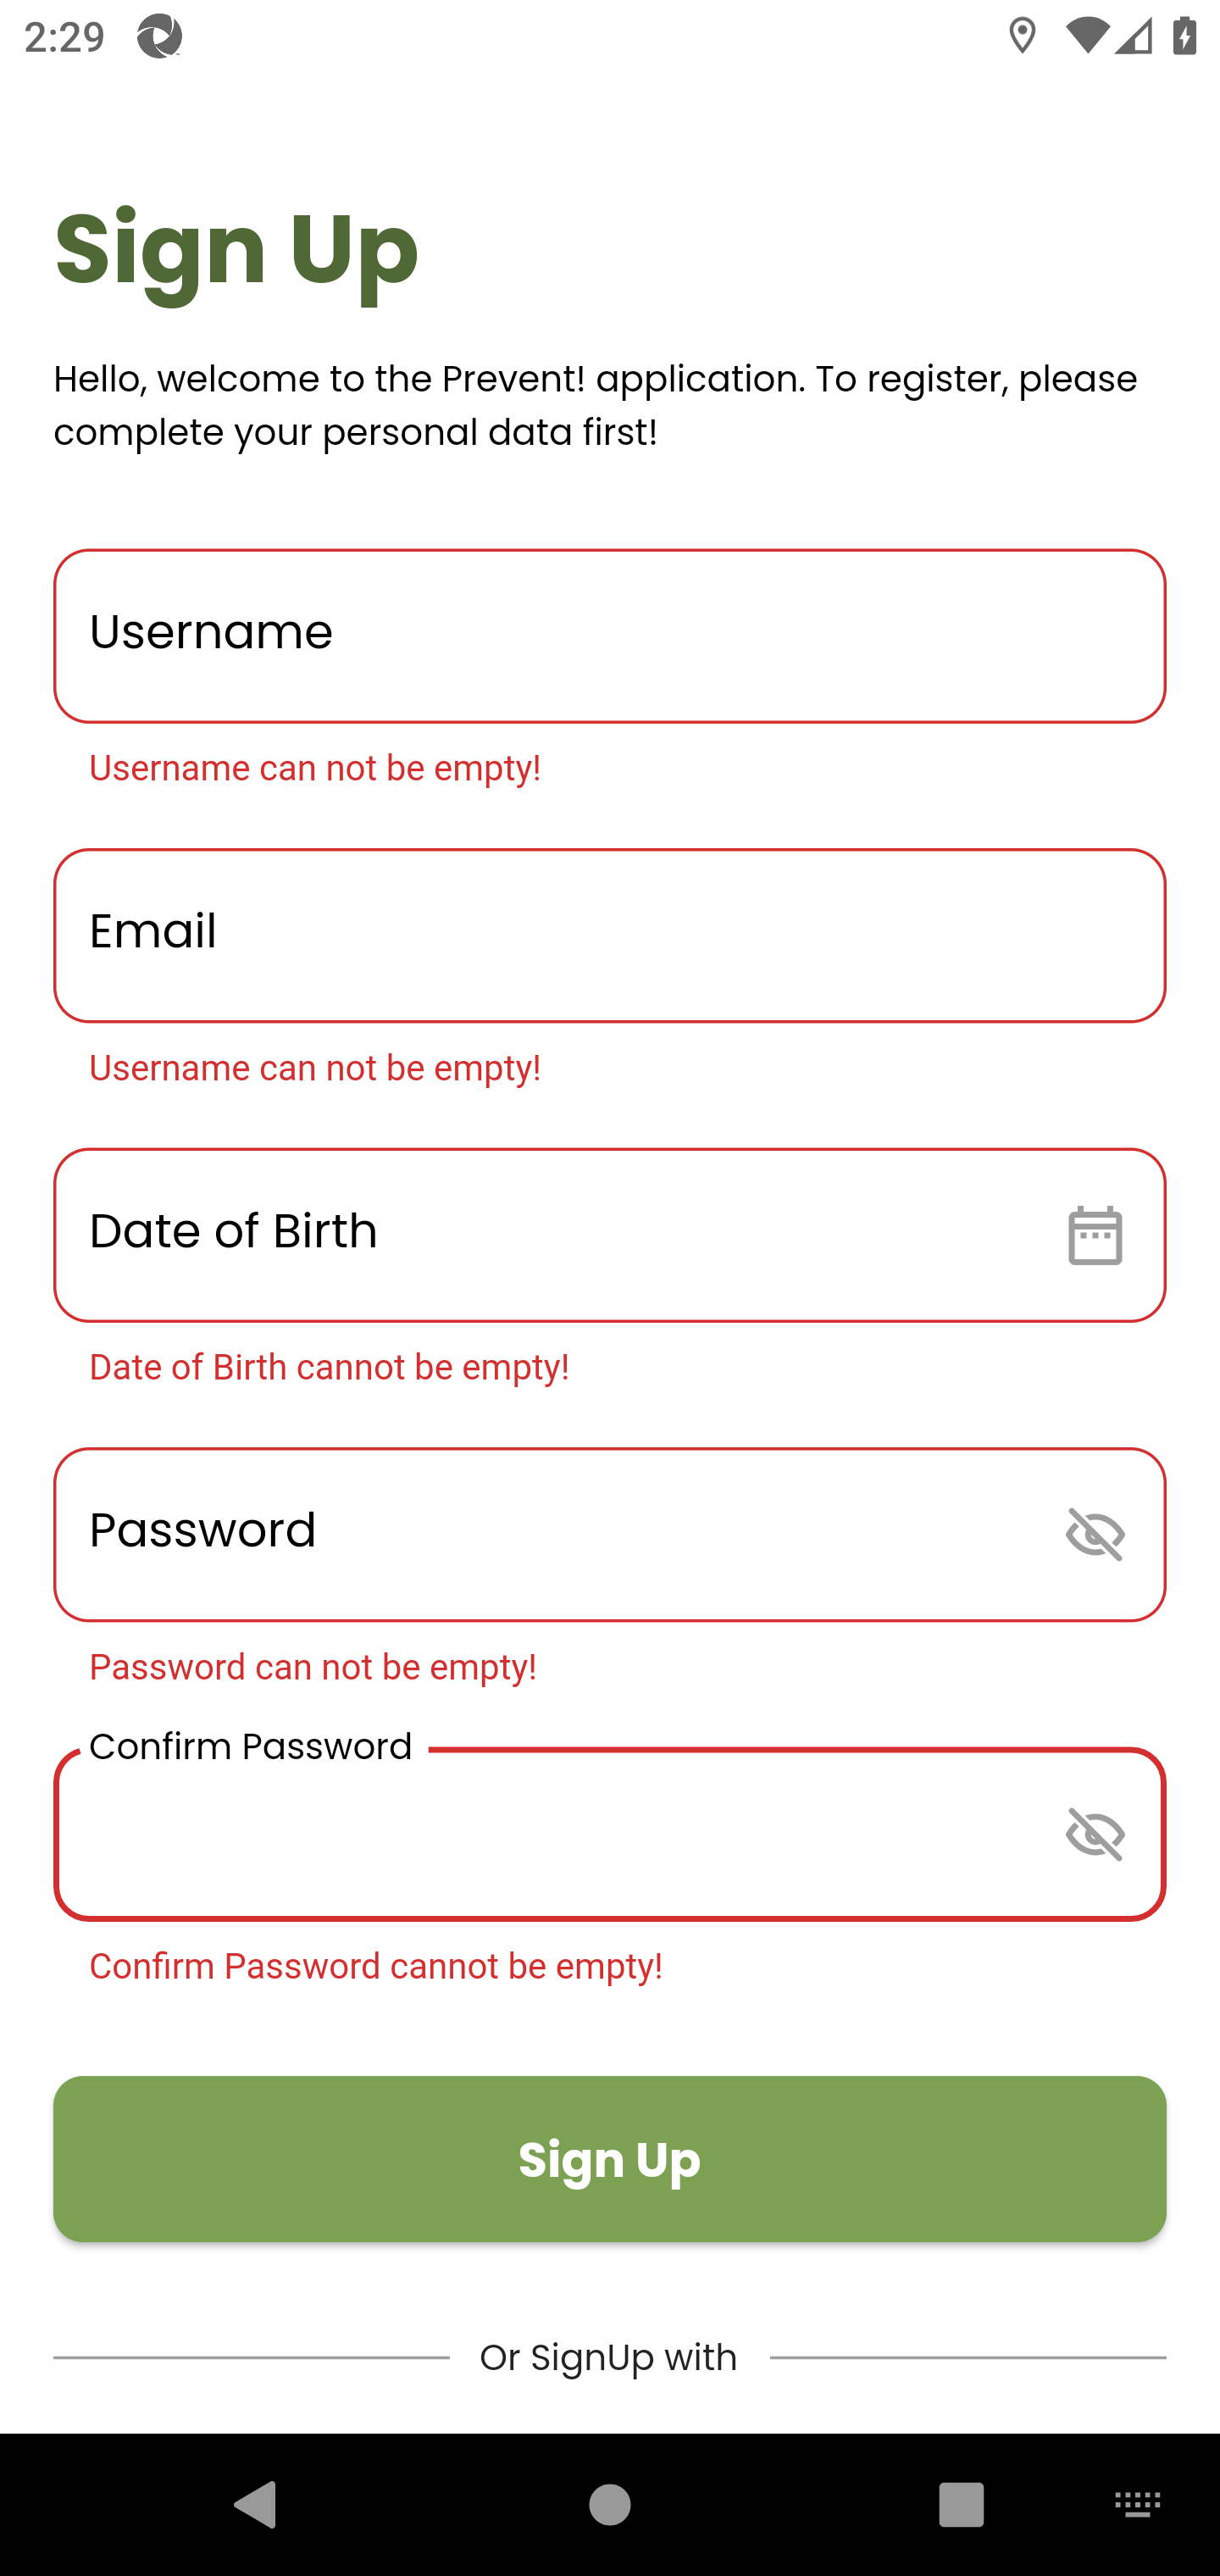 2:29
Sign Up
Hello, welcome to the Prevent! application. To register, please
complete your personal data first!
Username
Username can not be empty!
Email
Username can not be empty!
Date of Birth
Date of Birth cannot be empty!
Password
Password can not be empty!
Confirm Password
Confirm Password cannot be empty!
Sign Up
Or SignUp with